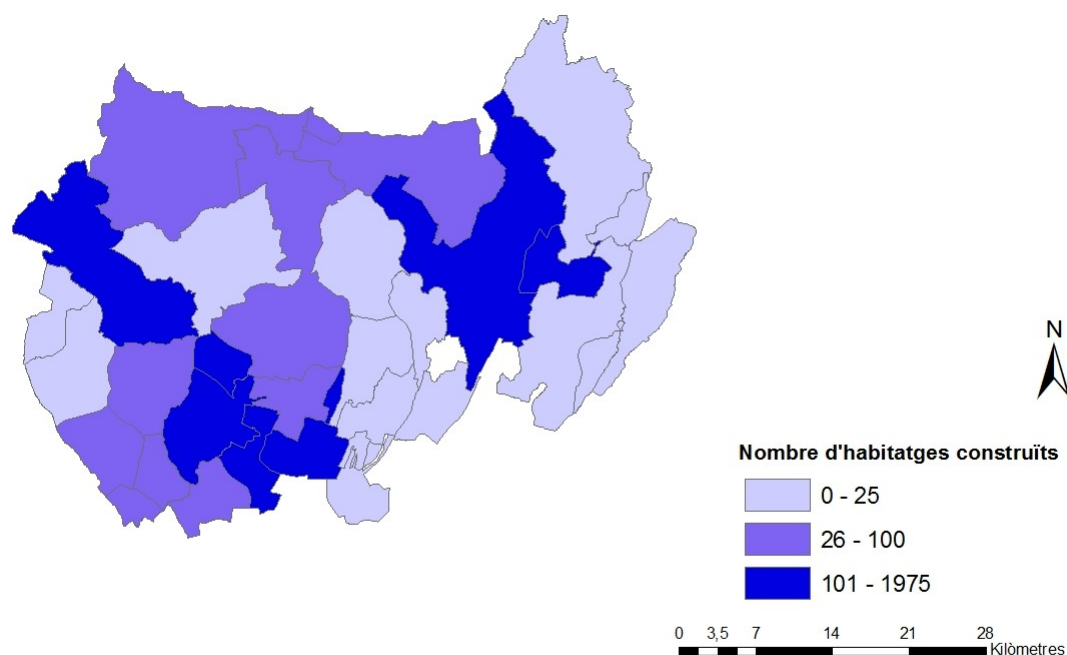 N
Nombre d'habitatges construïts
0 - 25
26 - 100
101 - 1975
0 3,5 7 14 21 28
Kilòmetres